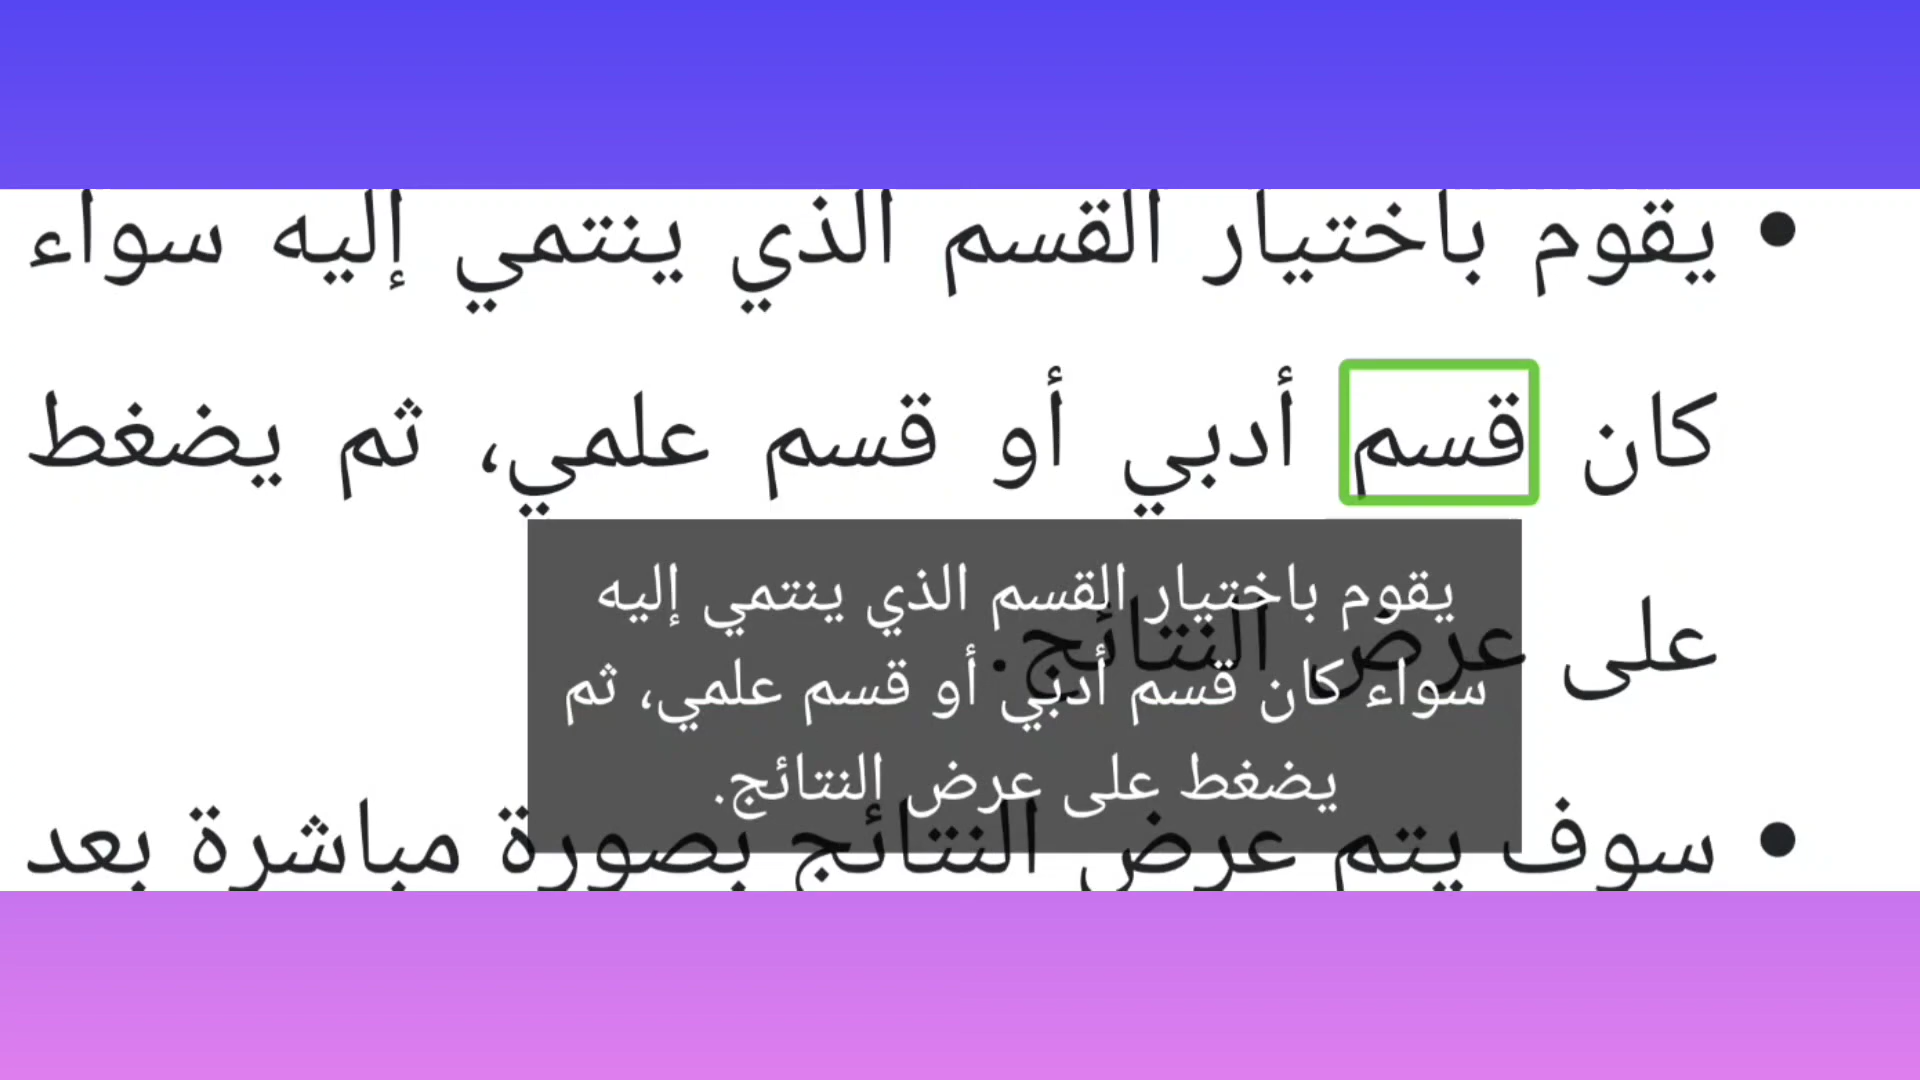 يقوم باختيار القسم الذي ينتمي إليه سواء
كان قسم أدبي أو قسم علمي، ثم يضغط
على عرض النتائج.
يقوم باختيار القسم الذي ينتمي إليه
سواء كان قسم أدبي أو قسم علمي، ثم
يضغط على عرض النتائج.
سوف يتم عرض النتائج بصورة مباشرة بعد